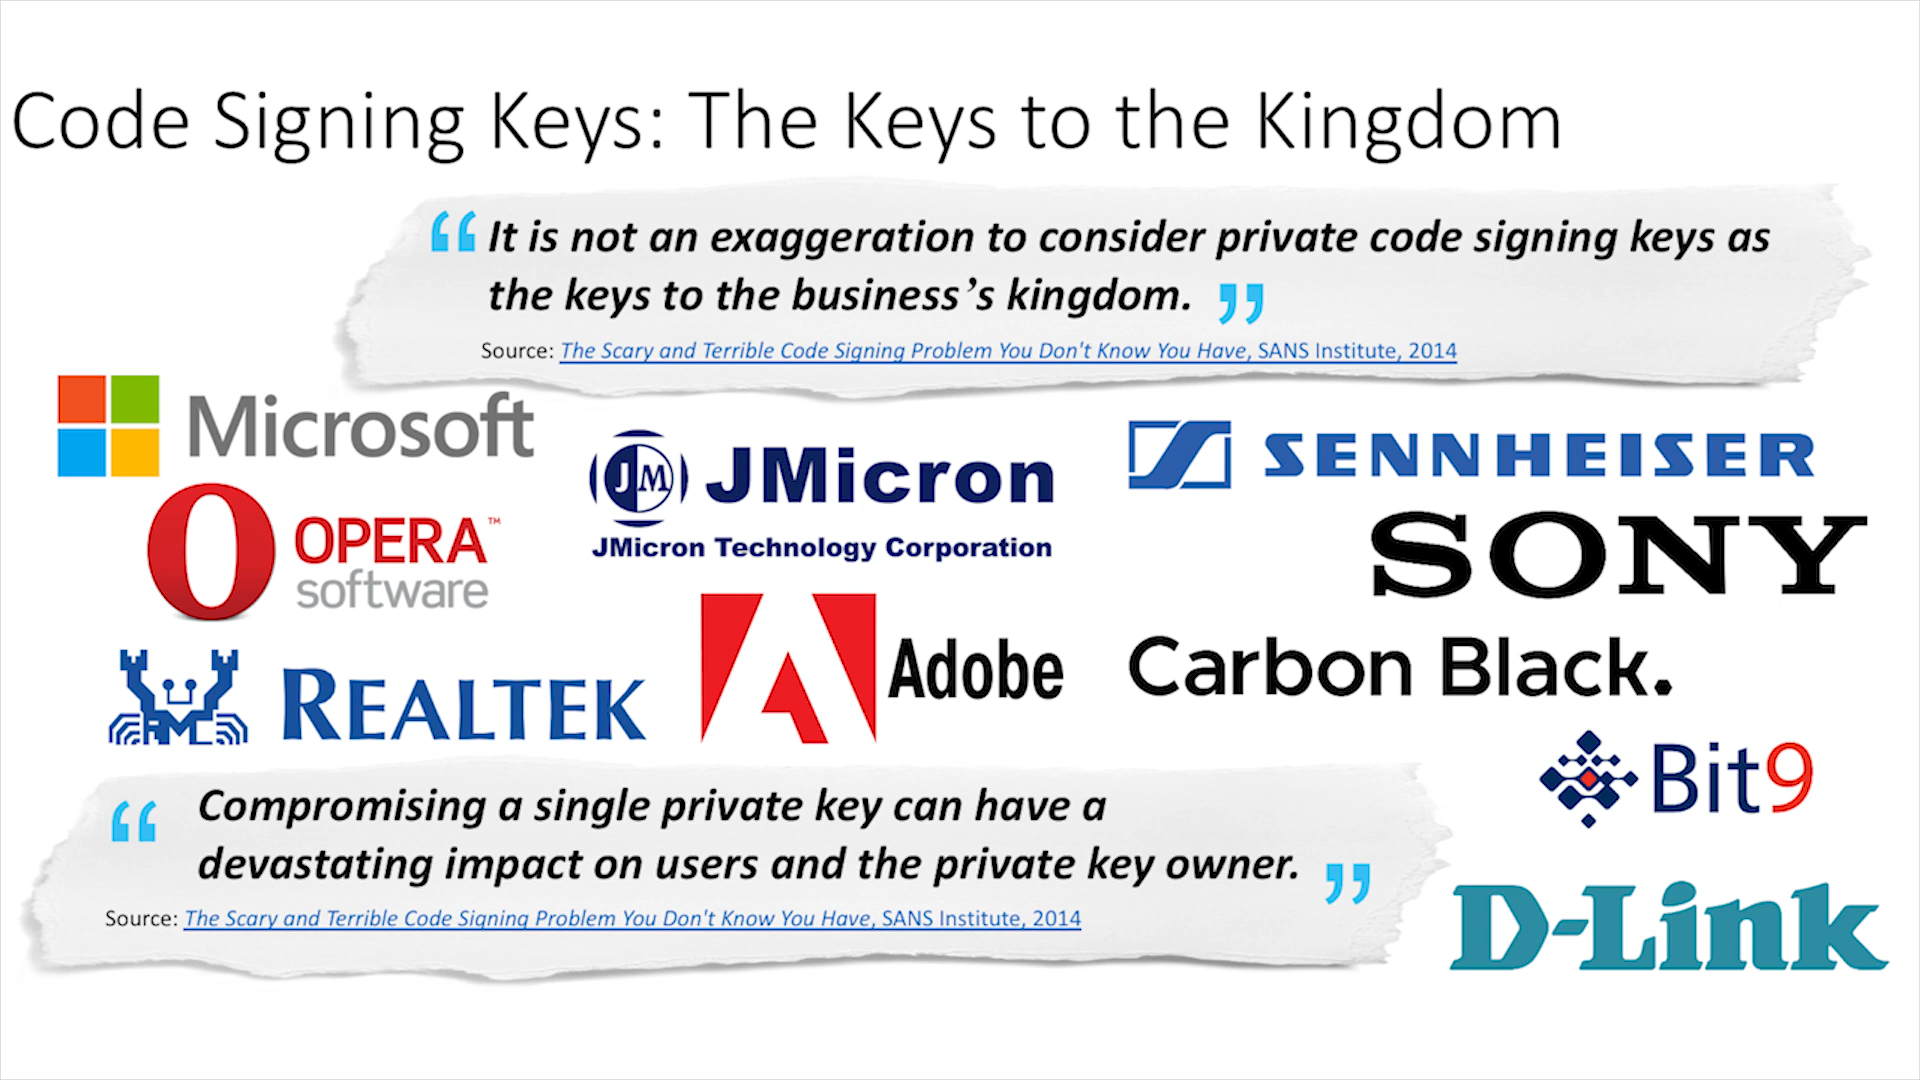 Code Signing Keys: The Keys to the Kingdom
“ It is not an exaggeration to consider private code signing keys as
the keys to the business’s kingdom. ”
Source: The Scary and Terrible Code Signing Problem You Don't Know You Have, SANS Institute, 2014
Microsoft
JM JMicron
JMicron Technology Corporation
SENNHEISER
OPERA™
software
SONY
REALTEK
Adobe
Carbon Black.
Bit9
“ Compromising a single private key can have a
devastating impact on users and the private key owner. ”
Source: The Scary and Terrible Code Signing Problem You Don't Know You Have, SANS Institute, 2014
D-Link